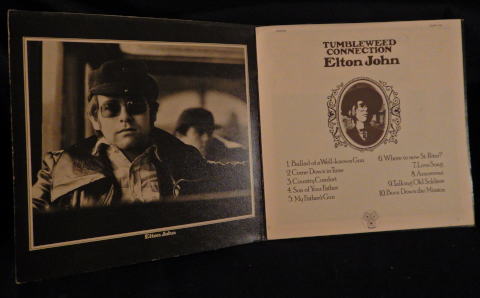 TUMBLEWEED
CONNECTION
Elton John
1. Ballad of a Well-known Gun
2. Come Down in Time
3. Country Comfort
4. Son of Your Father
5. My Father's Gun
6. Where to now St. Peter?
7. Love Song
8. Amoreena
9. Talking Old Soldiers
10. Burn Down the Mission
Elton John